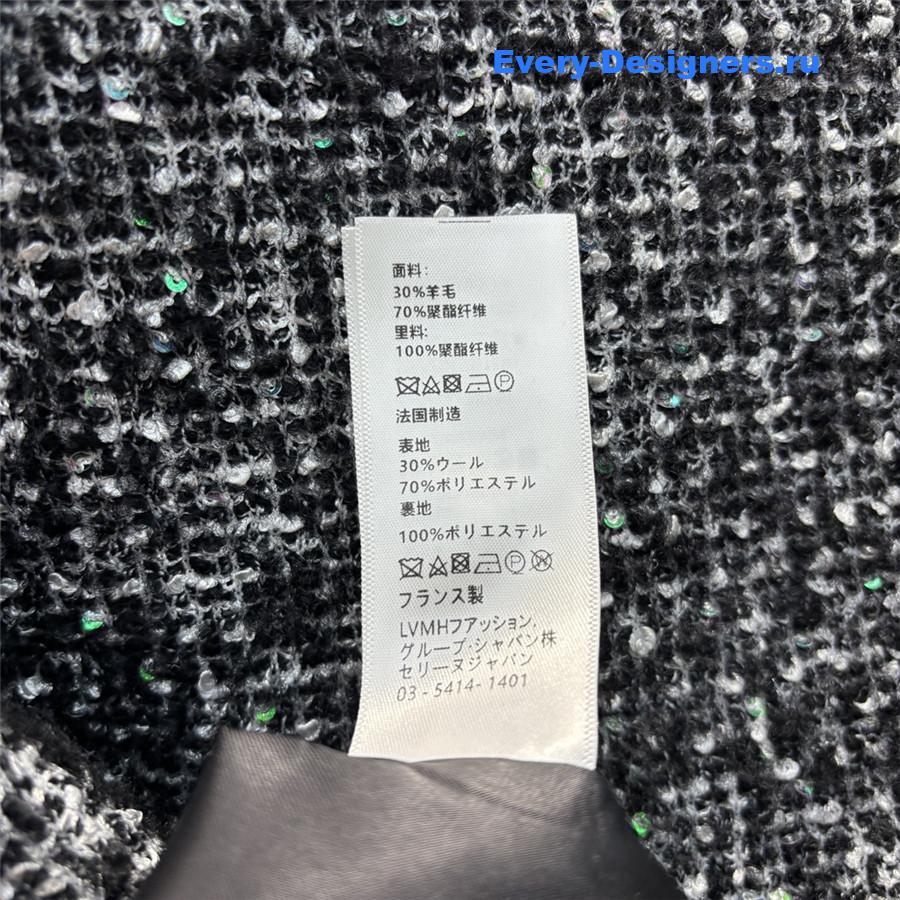 Every-Designers.ru
面料:
30%羊毛
70%聚酯纤维
里料:
100%聚酯纤维
法国制造
表地
30%ウール
70%ポリエステル
裏地
100%ポリエステル
フランス製
LVMHファッション,
グループ·シャパン株
セリーヌジャパン
03-5414-1401